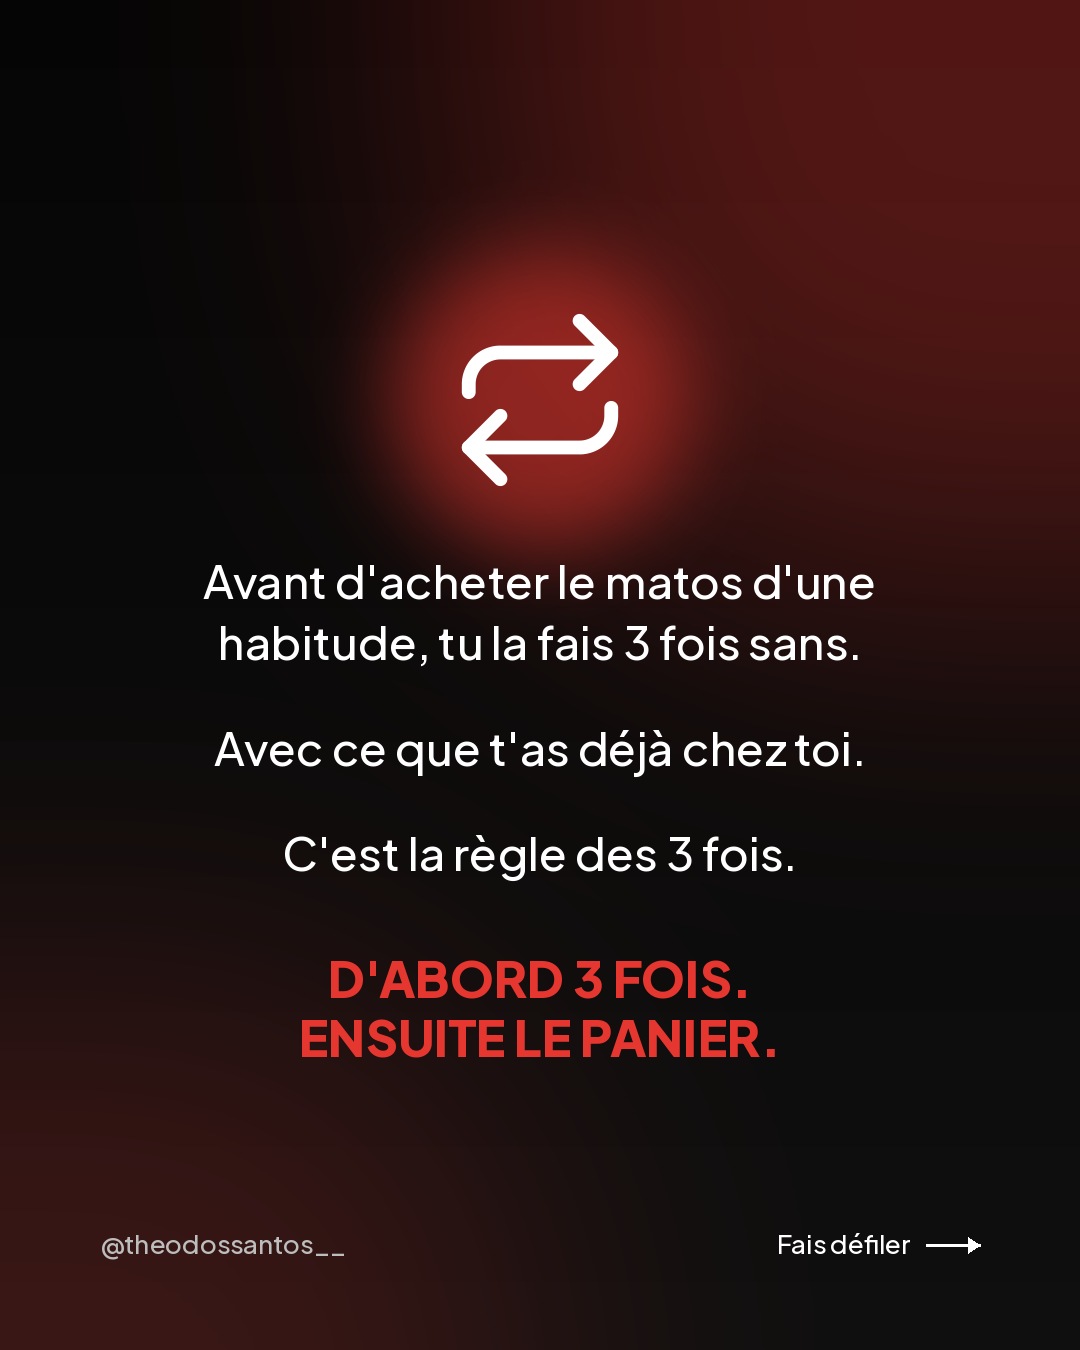 Avant d'acheter le matos d'une
habitude, tu la fais 3 fois sans.
Avec ce que t'as déjà chez toi.
C'est la règle des 3 fois.
D'ABORD 3 FOIS.
ENSUITE LE PANIER.
@theodossantos__
Fais défiler